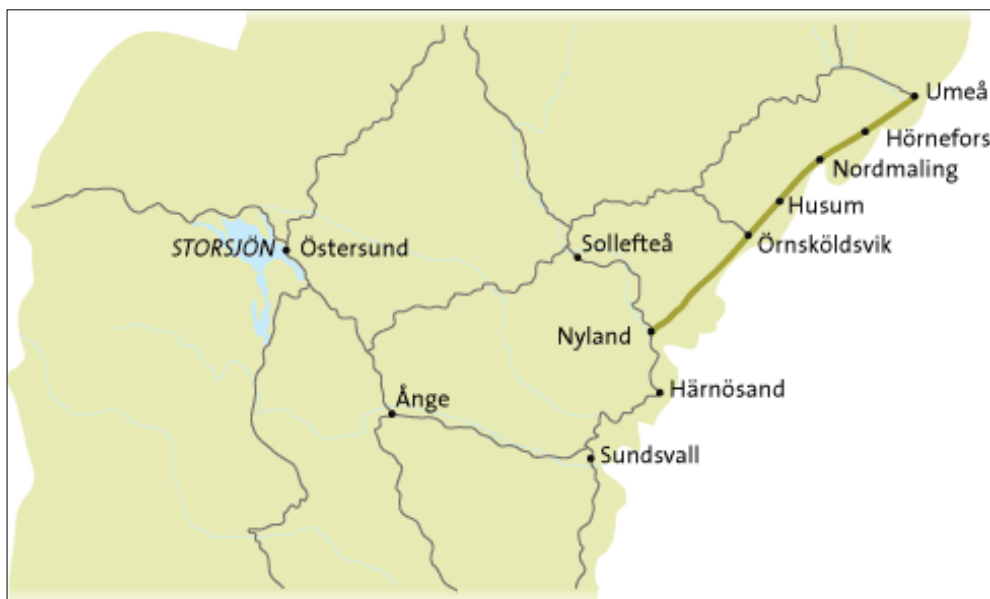 Umeå
Hörnefors
Nordmaling
Husum
Örnsköldsvik
STORSJÖN
Östersund
Sollefteå
Nyland
Härnösand
Ånge
Sundsvall